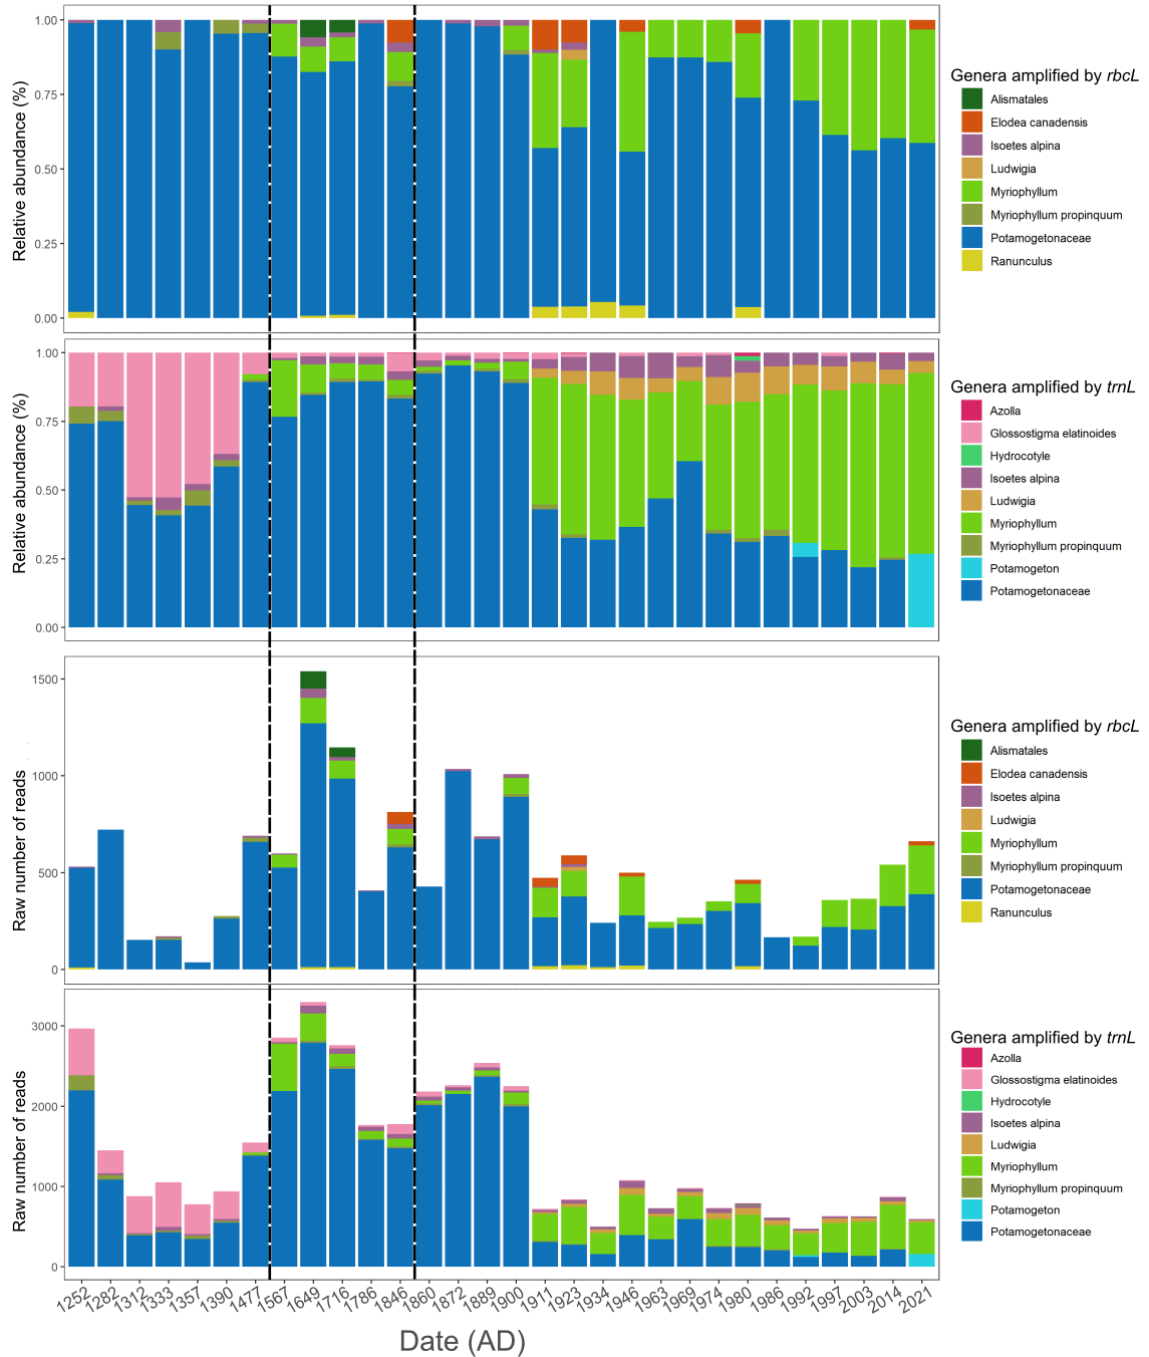 Relative abundance (%)
1.00
0.75
0.50
0.25
0.00
Genera amplified by rbcL
Alismatales
Elodea canadensis
Isoetes alpina
Ludwigia
Myriophyllum
Myriophyllum propinquum
Potamogetonaceae
Ranunculus
Relative abundance (%)
1.00
0.75
0.50
0.25
0.00
Genera amplified by trnL
Azolla
Glossostigma elatinoides
Hydrocotyle
Isoetes alpina
Ludwigia
Myriophyllum
Myriophyllum propinquum
Potamogeton
Potamogetonaceae
Raw number of reads
1500
1000
500
0
Genera amplified by rbcL
Alismatales
Elodea canadensis
Isoetes alpina
Ludwigia
Myriophyllum
Myriophyllum propinquum
Potamogetonaceae
Ranunculus
Raw number of reads
3000
2000
1000
0
Genera amplified by trnL
Azolla
Glossostigma elatinoides
Hydrocotyle
Isoetes alpina
Ludwigia
Myriophyllum
Myriophyllum propinquum
Potamogeton
Potamogetonaceae
1252 1282 1312 1333 1357 1390 1477 1567 1649 1716 1786 1846 1860 1872 1889 1900 1911 1923 1934 1946 1963 1969 1974 1980 1986 1992 1997 2003 2014 2021
Date (AD)